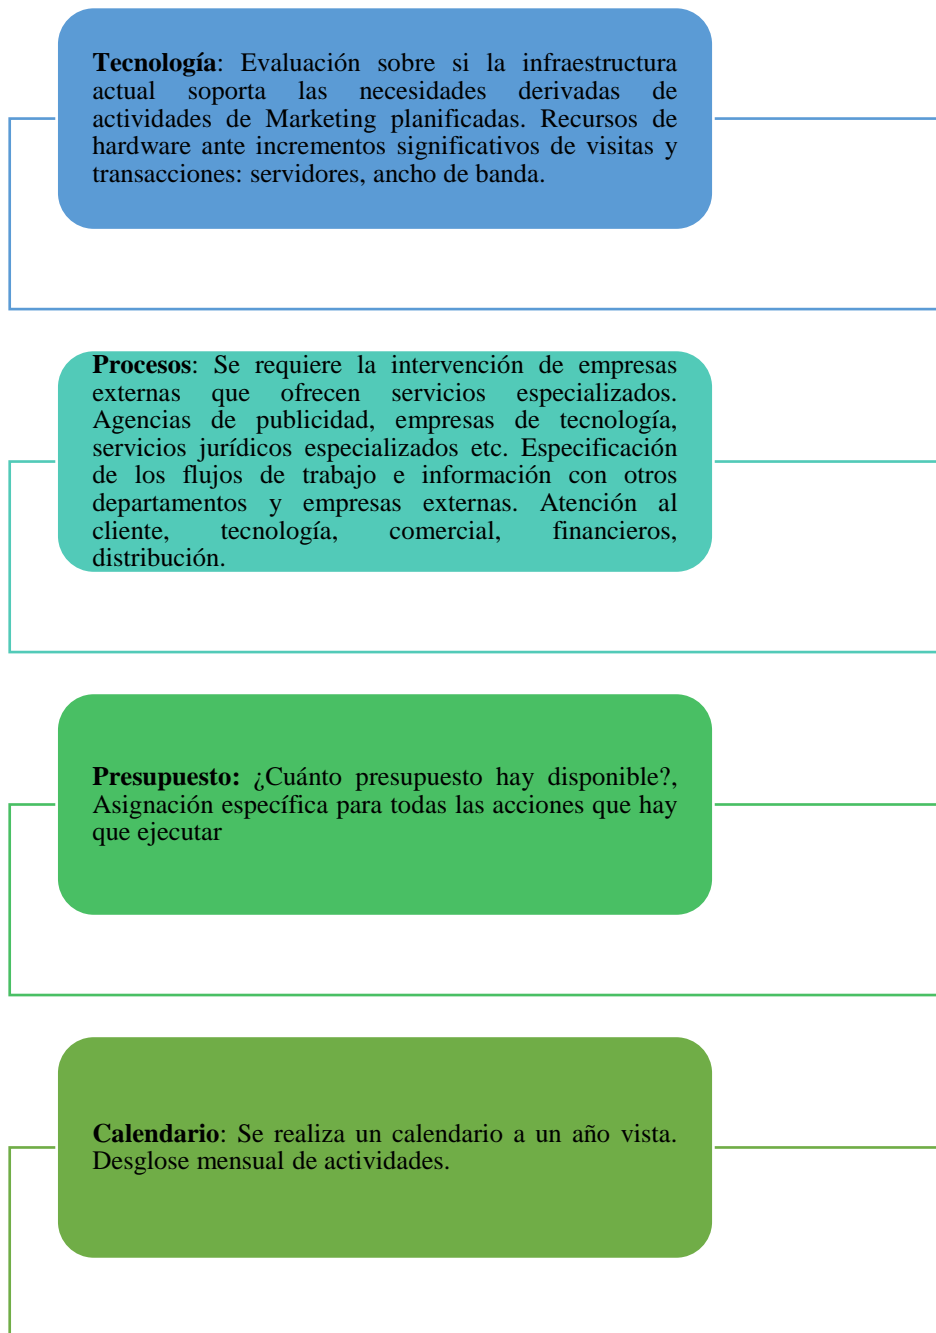 Tecnología: Evaluación sobre si la infraestructura
actual soporta las necesidades derivadas de
actividades de Marketing planificadas. Recursos de
hardware ante incrementos significativos de visitas y
transacciones: servidores, ancho de banda.
Procesos: Se requiere la intervención de empresas
externas que ofrecen servicios especializados.
Agencias de publicidad, empresas de tecnología,
servicios jurídicos especializados etc. Especificación
de los flujos de trabajo e información con otros
departamentos y empresas externas. Atención al
cliente, tecnología, comercial, financieros,
distribución.
Presupuesto: ¿Cuánto presupuesto hay disponible?,
Asignación específica para todas las acciones que hay
que ejecutar
Calendario: Se realiza un calendario a un año vista.
Desglose mensual de actividades.